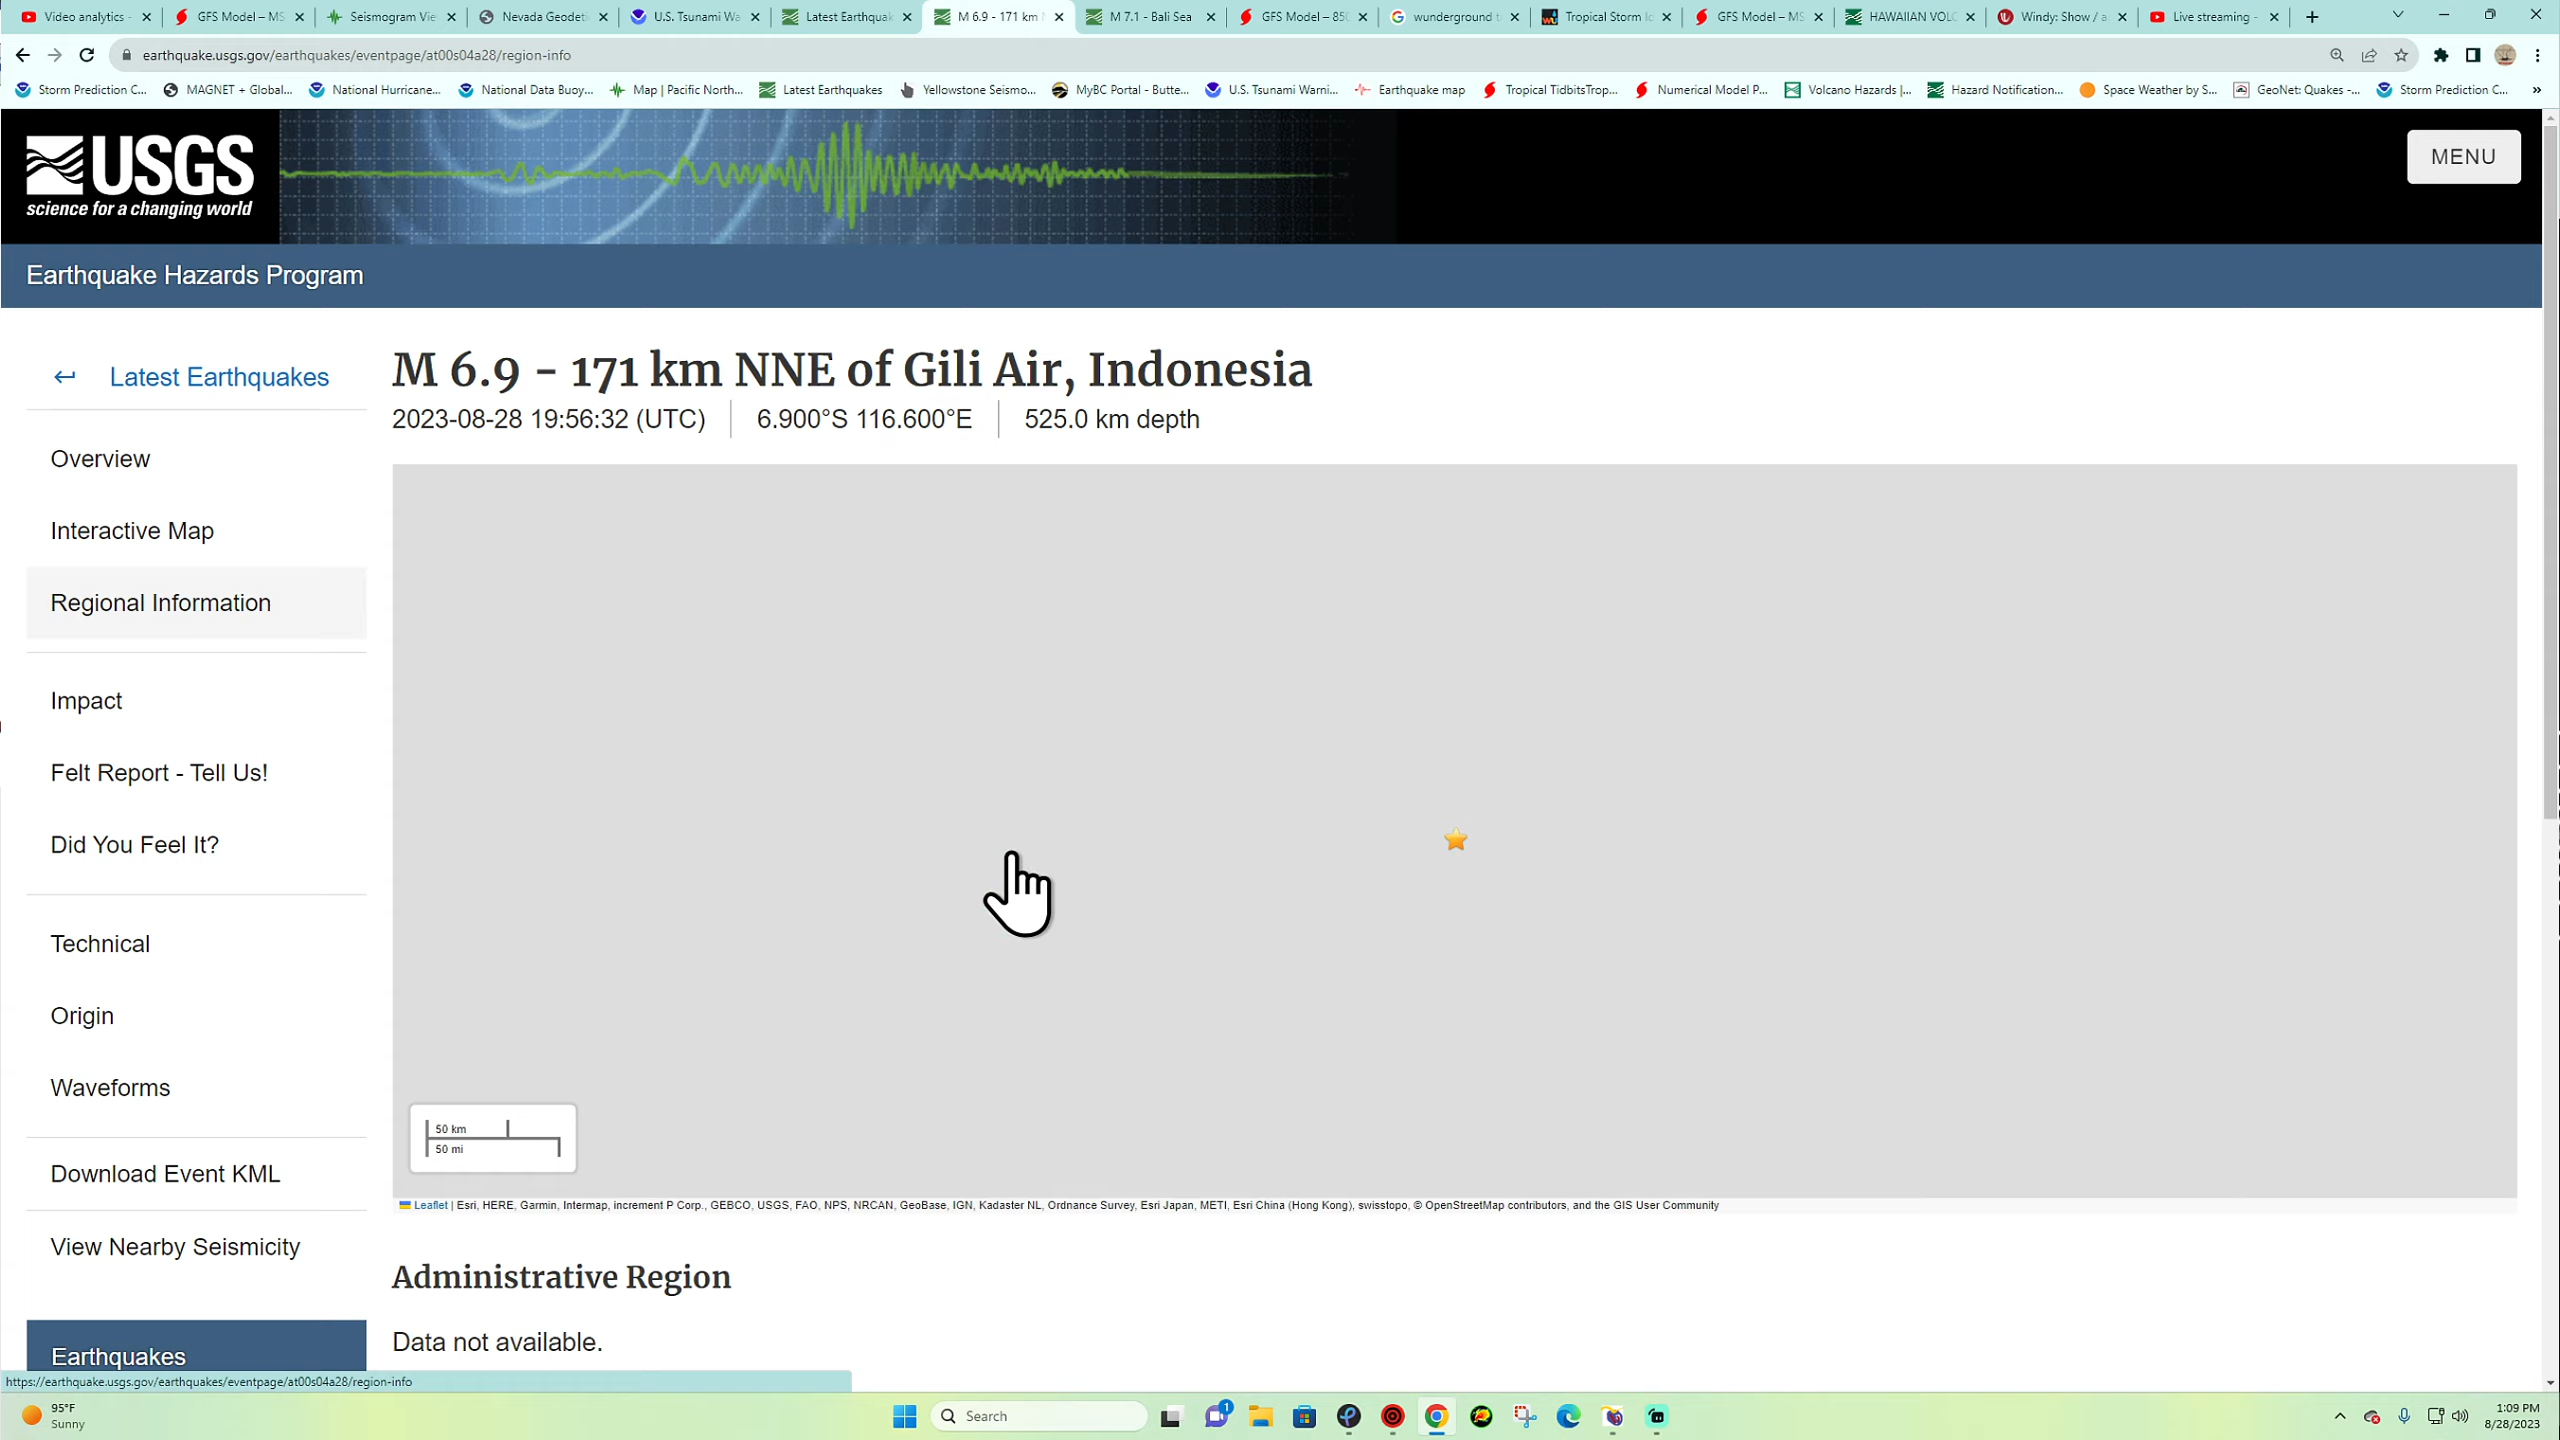 Video analytics -
GFS Model – MS
Seismogram Vie
Nevada Geodeti
U.S. Tsunami Wa
Latest Earthquak
M 6.9 - 171 km
M 7.1 - Bali Sea
GFS Model – 850
wunderground t
Tropical Storm Id
GFS Model – MS
HAWAIIAN VOLC
Windy: Show / a
Live streaming -
earthquake.usgs.gov/earthquakes/eventpage/at00s04a28/region-info
Storm Prediction C...
MAGNET + Global...
National Hurricane...
National Data Buoy...
Map | Pacific North...
Latest Earthquakes
Yellowstone Seismo...
MyBC Portal - Butte...
U.S. Tsunami Warni...
Earthquake map
Tropical TidbitsTrop...
Numerical Model P...
Volcano Hazards |...
Hazard Notification...
Space Weather by S...
GeoNet: Quakes -...
Storm Prediction C...
»
USGS
science for a changing world
MENU
Earthquake Hazards Program
Latest Earthquakes
M 6.9 - 171 km NNE of Gili Air, Indonesia
2023-08-28 19:56:32 (UTC)
6.900°S 116.600°E
525.0 km depth
Overview
Interactive Map
Regional Information
Impact
Felt Report - Tell Us!
Did You Feel It?
Technical
Origin
Waveforms
Download Event KML
View Nearby Seismicity
Earthquakes
50 km
50 mi
Leaflet | Esri, HERE, Garmin, Intermap, increment P Corp., GEBCO, USGS, FAO, NPS, NRCAN, GeoBase, IGN, Kadaster NL, Ordnance Survey, Esri Japan, METI, Esri China (Hong Kong), swisstopo, © OpenStreetMap contributors, and the GIS User Community
Administrative Region
Data not available.
https://earthquake.usgs.gov/earthquakes/eventpage/at00s04a28/region-info
95°F
Sunny
Search
1
1:09 PM
8/28/2023